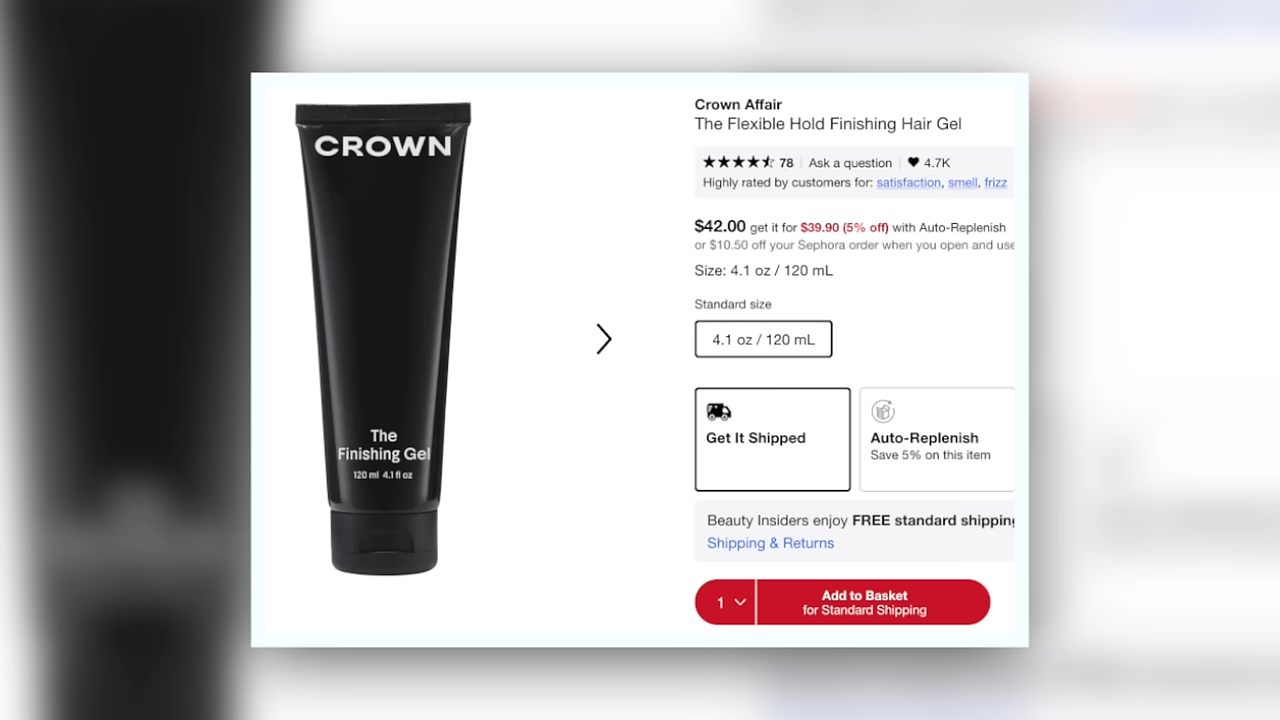 CROWN
The
Finishing Gel
120 ml 4.1 fl oz
Crown Affair
The Flexible Hold Finishing Hair Gel
78 | Ask a question | 4.7K
Highly rated by customers for: satisfaction, smell, frizz
$42.00 get it for $39.90 (5% off) with Auto-Replenish
or $10.50 off your Sephora order when you open and use
Size: 4.1 oz / 120 mL
Standard size
4.1 oz / 120 mL
Get It Shipped
Auto-Replenish
Save 5% on this item
Beauty Insiders enjoy FREE standard shipping
Shipping & Returns
1
Add to Basket
for Standard Shipping